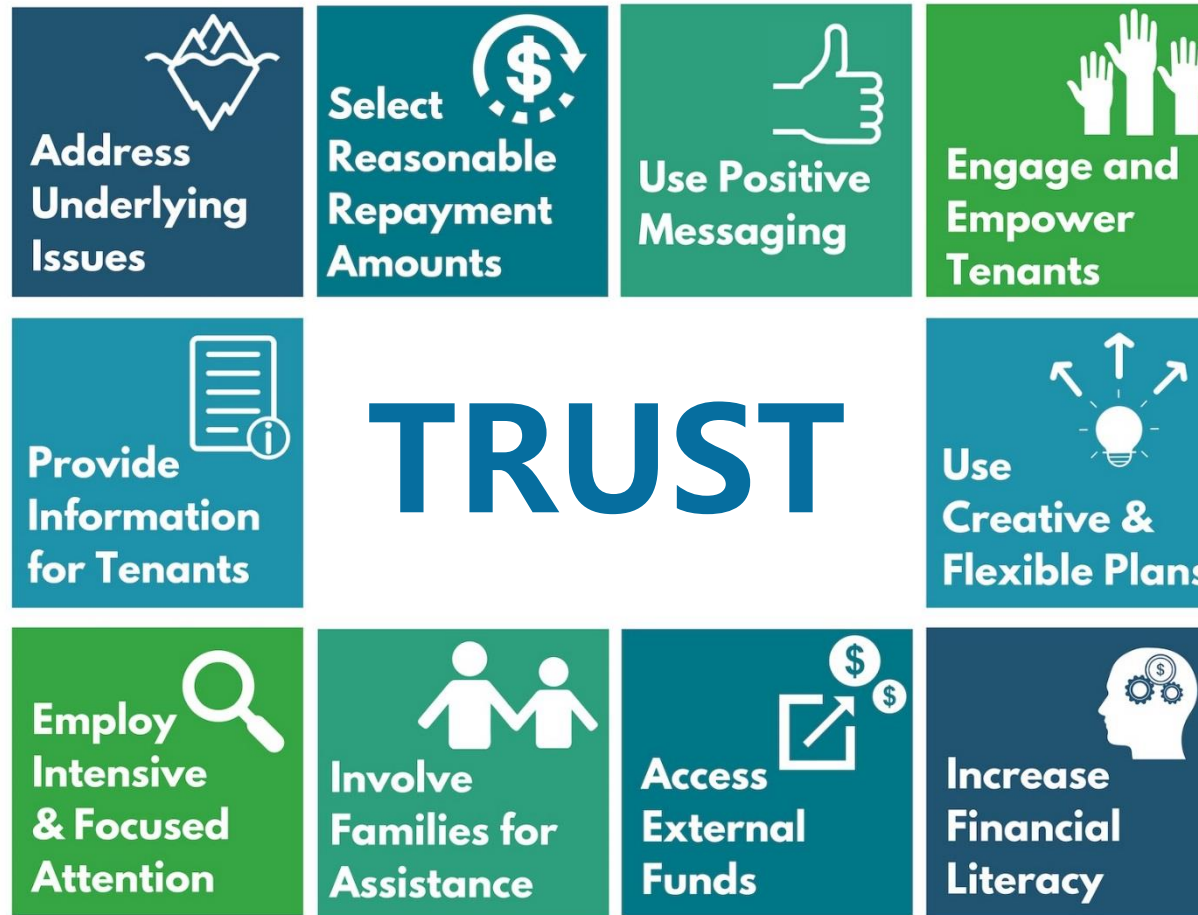 Address
Underlying
Issues
$
Select
Reasonable
Repayment
Amounts
Use Positive
Messaging
Engage and
Empower
Tenants
i
Provide
Information
for Tenants
TRUST
Use
Creative &
Flexible Plans
Employ
Intensive
& Focused
Attention
Involve
Families for
Assistance
$
$
Access
External
Funds
$
Increase
Financial
Literacy